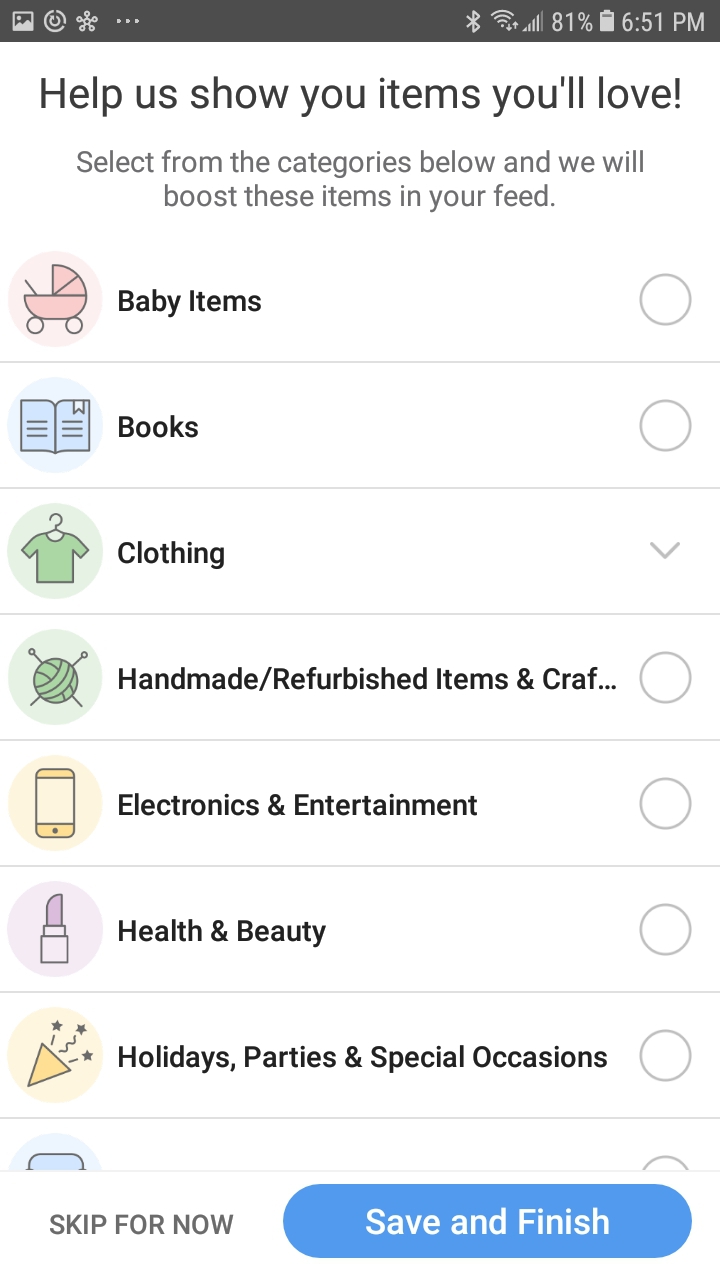 81% 6:51 PM
Help us show you items you'll love!
Select from the categories below and we will
boost these items in your feed.
Baby Items
Books
Clothing
Handmade/Refurbished Items & Craf...
Electronics & Entertainment
Health & Beauty
Holidays, Parties & Special Occasions
SKIP FOR NOW
Save and Finish